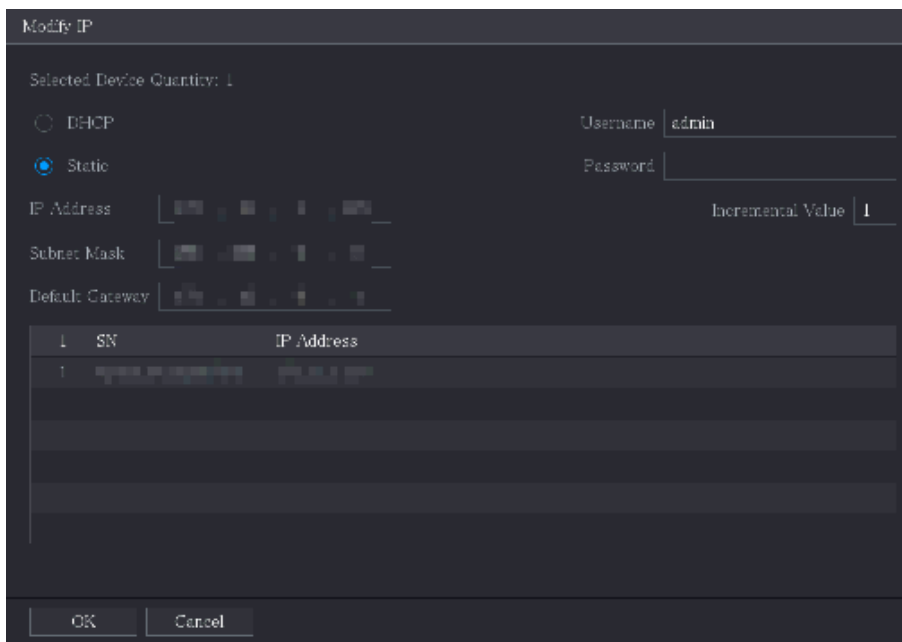 Modify IP
Selected Device Quantity: 1
DHCP
Username admin
Static
Password
IP Address
Incremental Value 1
Subnet Mask
Default Gateway
1 SN IP Address
1
OK Cancel